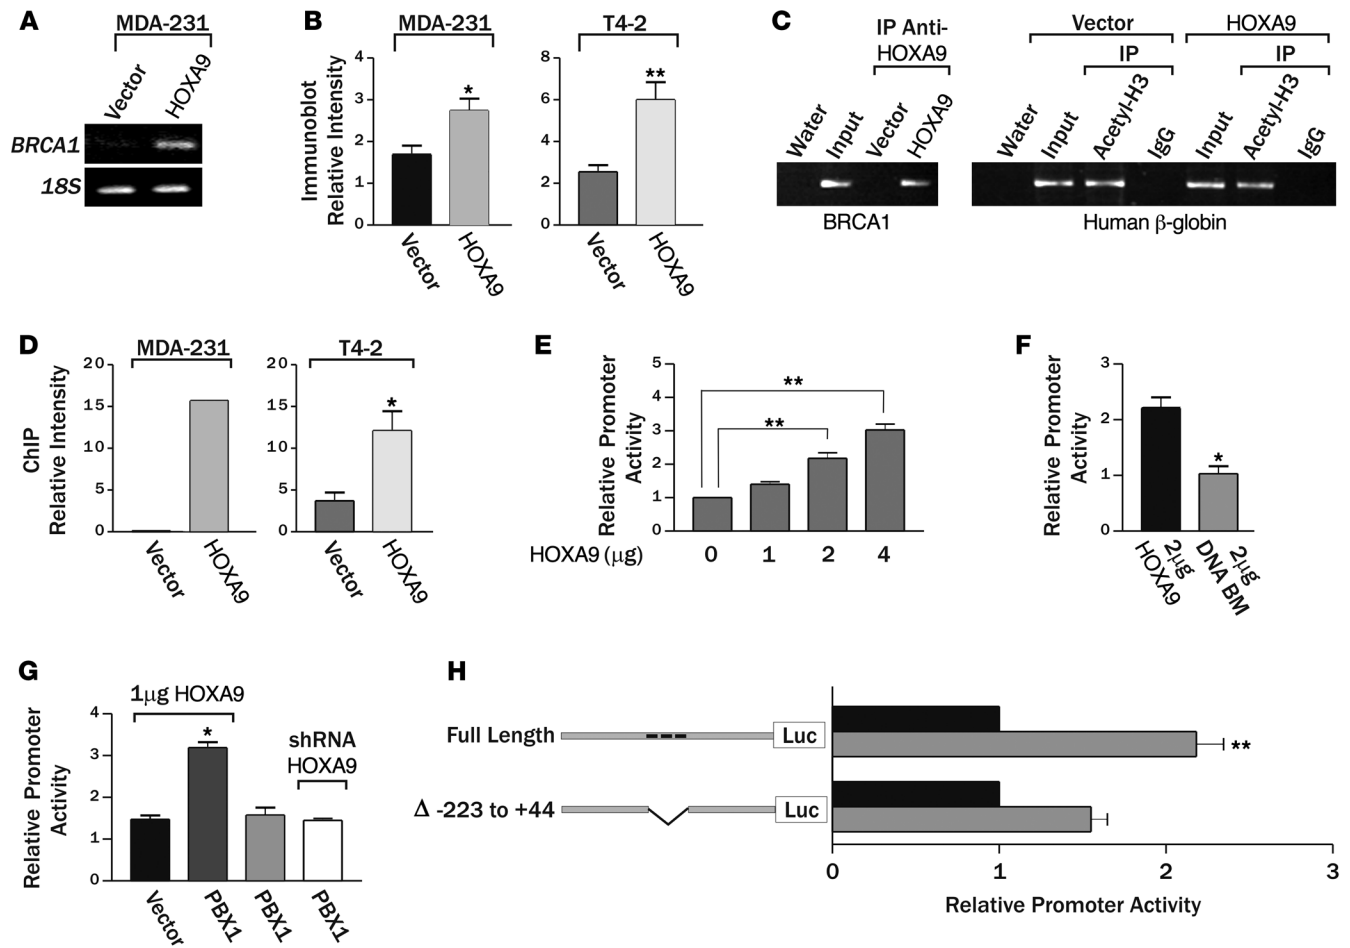 A
MDA-231
Vector
HOXA9
BRCA1
18S
B
MDA-231
T4-2
Immunoblot
Relative Intensity
4
3
2
1
0
*
Vector
HOXA9
8
6
4
2
0
**
Vector
HOXA9
C
IP Anti-
HOXA9
Water
Input
Vector
HOXA9
BRCA1
Vector
HOXA9
IP
IP
Water
Input
Acetyl-H3
IgG
Input
Acetyl-H3
IgG
Human β-globin
D
MDA-231
T4-2
ChIP
Relative Intensity
20
15
10
5
0
Vector
HOXA9
20
15
10
5
0
*
Vector
HOXA9
E
Relative Promoter
Activity
5
4
3
2
1
0
**
**
HOXA9 (μg)
0
1
2
4
F
Relative Promoter
Activity
3
2
1
0
*
2μg
HOXA9
2μg
DNA BM
G
1μg HOXA9
shRNA
HOXA9
Relative Promoter
Activity
4
3
2
1
0
*
Vector
PBX1
PBX1
PBX1
H
Full Length
Luc
**
Δ -223 to +44
Luc
0
1
2
3
Relative Promoter Activity